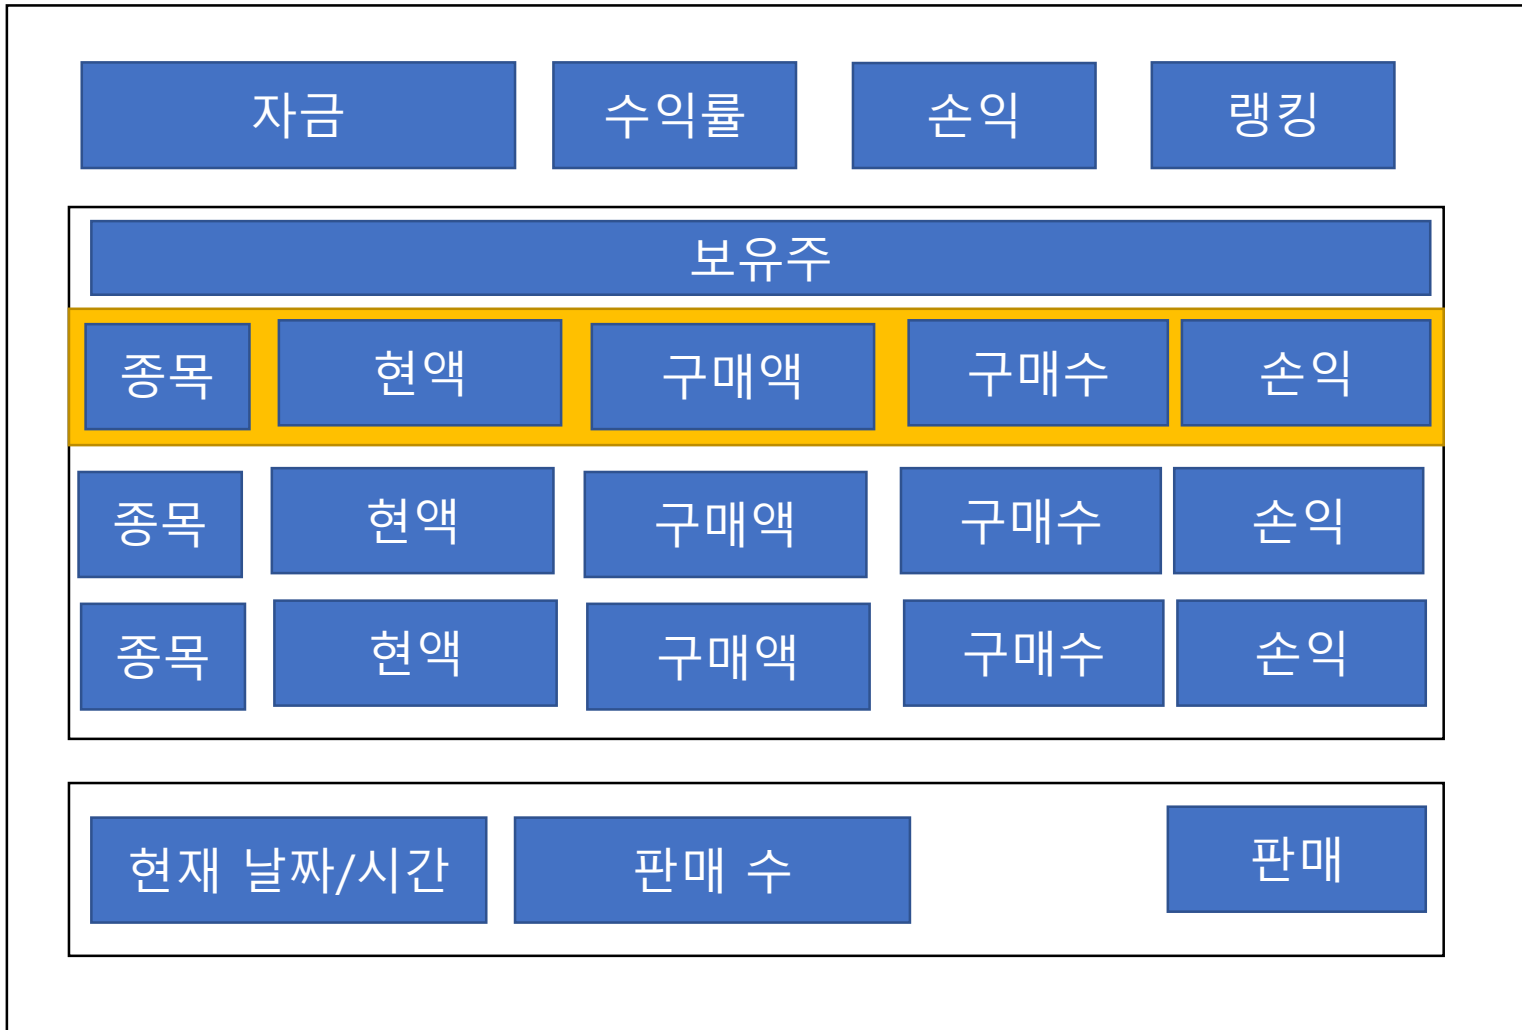 자금 수익률 손익 랭킹
보유주
종목 현액 구매액 구매수 손익
종목 현액 구매액 구매수 손익
종목 현액 구매액 구매수 손익
현재 날짜/시간 판매 수 판매